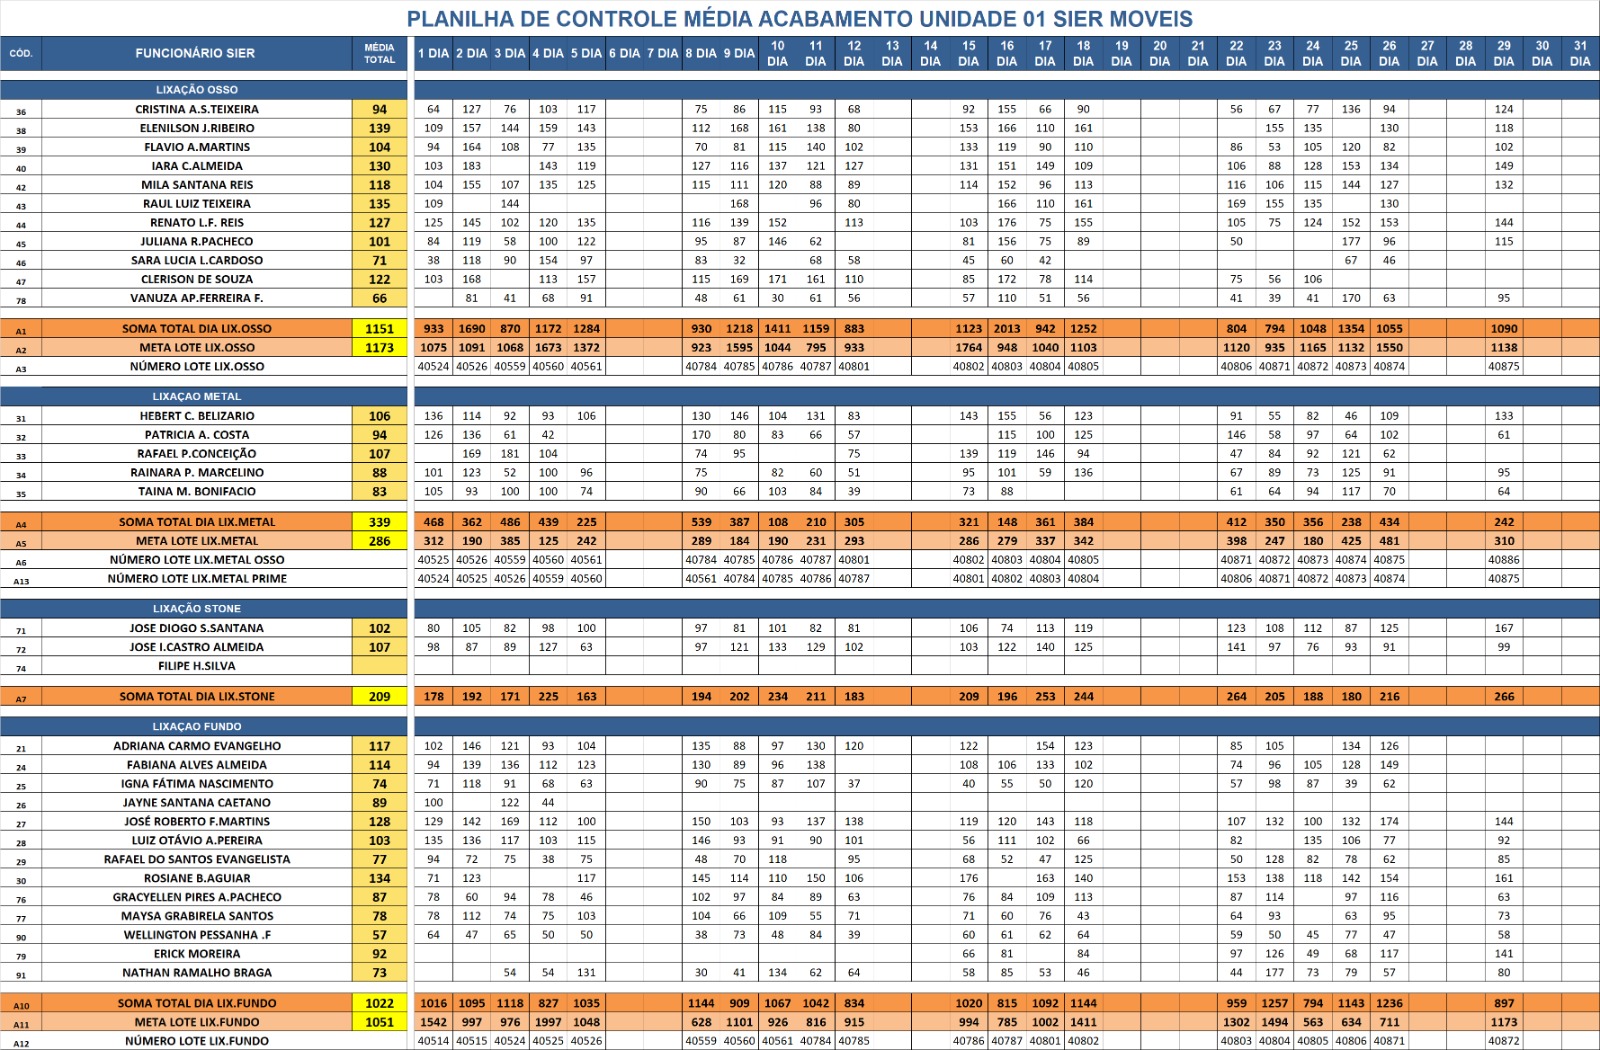 PLANILHA DE CONTROLE MÉDIA ACABAMENTO UNIDADE 01 SIER MOVEIS
CÓD. FUNCIONÁRIO SIER MÉDIA TOTAL 1 DIA 2 DIA 3 DIA 4 DIA 5 DIA 6 DIA 7 DIA 8 DIA 9 DIA 10 DIA 11 DIA 12 DIA 13 DIA 14 DIA 15 DIA 16 DIA 17 DIA 18 DIA 19 DIA 20 DIA 21 DIA 22 DIA 23 DIA 24 DIA 25 DIA 26 DIA 27 DIA 28 DIA 29 DIA 30 DIA 31 DIA
LIXAÇÃO OSSO
36 CRISTINA A.S.TEIXEIRA 94 64 127 76 103 117 75 86 115 93 68 92 155 66 90 56 67 77 136 94 124
38 ELENILSON J.RIBEIRO 139 109 157 144 159 143 112 168 161 138 80 153 166 110 161 155 135 130 118
39 FLAVIO A.MARTINS 104 94 164 108 77 135 70 81 115 140 102 133 119 90 110 86 53 105 120 82 102
40 IARA C.ALMEIDA 130 103 183 143 119 127 116 137 121 127 131 151 149 109 106 88 128 153 134 149
42 MILA SANTANA REIS 118 104 155 107 135 125 115 111 120 88 89 114 152 96 113 116 106 115 144 127 132
43 RAUL LUIZ TEIXEIRA 135 109 144 168 96 80 166 110 161 169 155 135 130
44 RENATO L.F. REIS 127 125 145 102 120 135 116 139 152 113 103 176 75 155 105 75 124 152 153 144
45 JULIANA R.PACHECO 101 84 119 58 100 122 95 87 146 62 81 156 75 89 50 177 96 115
46 SARA LUCIA L.CARDOSO 71 38 118 90 154 97 83 32 68 58 45 60 42 67 46
47 CLERISON DE SOUZA 122 103 168 113 157 115 169 171 161 110 85 172 78 114 75 56 106
78 VANUZA AP.FERREIRA F. 66 81 41 68 91 48 61 30 61 56 57 110 51 56 41 39 41 170 63 95
A1 SOMA TOTAL DIA LIX.OSSO 1151 933 1690 870 1172 1284 930 1218 1411 1159 883 1123 2013 942 1252 804 794 1048 1354 1055 1090
A2 META LOTE LIX.OSSO 1173 1075 1091 1068 1673 1372 923 1595 1044 795 933 1764 948 1040 1103 1120 935 1165 1132 1550 1138
A3 NÚMERO LOTE LIX.OSSO 40524 40526 40559 40560 40561 40784 40785 40786 40787 40801 40802 40803 40804 40805 40806 40871 40872 40873 40874 40875
LIXAÇAO METAL
31 HEBERT C. BELIZARIO 106 136 114 92 93 106 130 146 104 131 83 143 155 56 123 91 55 82 46 109 133
32 PATRICIA A. COSTA 94 126 136 61 42 170 80 83 66 57 115 100 125 146 58 97 64 102 61
33 RAFAEL P.CONCEIÇÃO 107 169 181 104 74 95 75 139 119 146 94 47 84 92 121 62
34 RAINARA P. MARCELINO 88 101 123 52 100 96 75 82 60 51 95 101 59 136 67 89 73 125 91 95
35 TAINA M. BONIFACIO 83 105 93 100 100 74 90 66 103 84 39 73 88 61 64 94 117 70 64
A4 SOMA TOTAL DIA LIX.METAL 339 468 362 486 439 225 539 387 108 210 305 321 148 361 384 412 350 356 238 434 242
A5 META LOTE LIX.METAL 286 312 190 385 125 242 289 184 190 231 293 286 279 337 342 398 247 180 425 481 310
A6 NÚMERO LOTE LIX.METAL OSSO 40525 40526 40559 40560 40561 40784 40785 40786 40787 40801 40802 40803 40804 40805 40871 40872 40873 40874 40875 40886
A13 NÚMERO LOTE LIX.METAL PRIME 40524 40525 40526 40559 40560 40561 40784 40785 40786 40787 40801 40802 40803 40804 40806 40871 40872 40873 40874 40875
LIXAÇÃO STONE
71 JOSE DIOGO S.SANTANA 102 80 105 82 98 100 97 81 101 82 81 106 74 113 119 123 108 112 87 125 167
72 JOSE I.CASTRO ALMEIDA 107 98 87 89 127 63 97 121 133 129 102 103 122 140 125 141 97 76 93 91 99
74 FILIPE H.SILVA
A7 SOMA TOTAL DIA LIX.STONE 209 178 192 171 225 163 194 202 234 211 183 209 196 253 244 264 205 188 180 216 266
LIXAÇAO FUNDO
21 ADRIANA CARMO EVANGELHO 117 102 146 121 93 104 135 88 97 130 120 122 154 123 85 105 134 126
24 FABIANA ALVES ALMEIDA 114 94 139 136 112 123 130 89 96 138 108 106 133 102 74 96 105 128 149
25 IGNA FÁTIMA NASCIMENTO 74 71 118 91 68 63 90 75 87 107 37 40 55 50 120 57 98 87 39 62
26 JAYNE SANTANA CAETANO 89 100 122 44
27 JOSÉ ROBERTO F.MARTINS 128 129 142 169 112 100 150 103 93 137 138 119 120 143 118 107 132 100 132 174 144
28 LUIZ OTÁVIO A.PEREIRA 103 135 136 117 103 115 146 93 91 90 101 56 111 102 66 82 135 106 77 92
29 RAFAEL DO SANTOS EVANGELISTA 77 94 72 75 38 75 48 70 118 95 68 52 47 125 50 128 82 78 62 85
30 ROSIANE B.AGUIAR 134 71 123 117 145 114 110 150 106 176 163 140 153 138 118 142 154 161
76 GRACYELLEN PIRES A.PACHECO 87 78 60 94 78 46 102 97 84 89 63 76 84 109 113 87 114 97 116 63
77 MAYSA GRABIRELA SANTOS 78 78 112 74 75 103 104 66 109 55 71 71 60 76 43 64 93 63 95 73
90 WELLINGTON PESSANHA .F 57 64 47 65 50 50 38 73 48 84 39 60 61 62 64 59 50 45 77 47 58
79 ERICK MOREIRA 92 66 81 84 97 126 49 68 117 141
91 NATHAN RAMALHO BRAGA 73 54 54 131 30 41 134 62 64 58 85 53 46 44 177 73 79 57 80
A10 SOMA TOTAL DIA LIX.FUNDO 1022 1016 1095 1118 827 1035 1144 909 1067 1042 834 1020 815 1092 1144 959 1257 794 1143 1236 897
A11 META LOTE LIX.FUNDO 1051 1542 997 976 1997 1048 628 1101 926 816 915 994 785 1002 1411 1302 1494 563 634 711 1173
A12 NÚMERO LOTE LIX.FUNDO 40514 40515 40524 40525 40526 40559 40560 40561 40784 40785 40786 40787 40801 40802 40803 40804 40805 40806 40871 40872